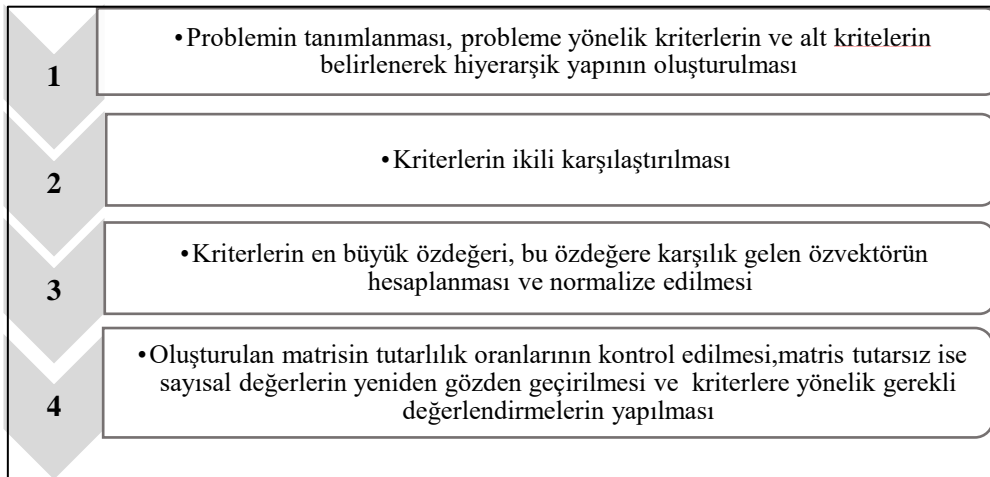 1
•Problemin tanımlanması, probleme yönelik kriterlerin ve alt kritelerin
belirlenerek hiyerarşik yapının oluşturulması
2
•Kriterlerin ikili karşılaştırılması
3
•Kriterlerin en büyük özdeğeri, bu özdeğere karşılık gelen özvektörün
hesaplanması ve normalize edilmesi
4
•Oluşturulan matrisin tutarlılık oranlarının kontrol edilmesi,matris tutarsız ise
sayısal değerlerin yeniden gözden geçirilmesi ve  kriterlere yönelik gerekli
değerlendirmelerin yapılması